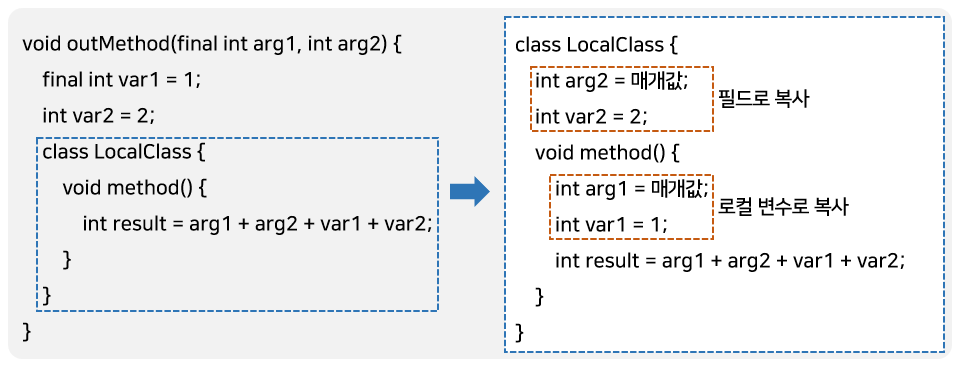 void outMethod(final int arg1, int arg2) {
final int var1 = 1;
int var2 = 2;
class LocalClass {
void method() {
int result = arg1 + arg2 + var1 + var2;
}
}
}
class LocalClass {
int arg2 = 매개값;
int var2 = 2;
필드로 복사
void method() {
int arg1 = 매개값;
int var1 = 1;
로컬 변수로 복사
int result = arg1 + arg2 + var1 + var2;
}
}